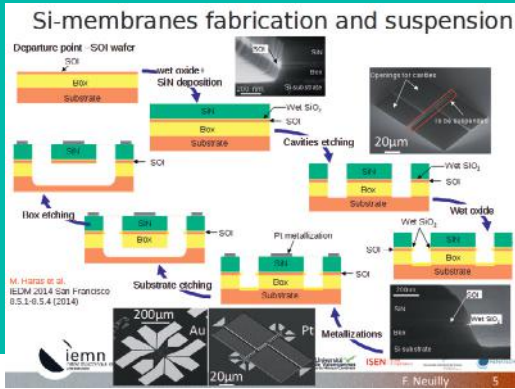 Si-membranes fabrication and suspension
Departure point –SOI wafer
SOI
Box
Substrate
wet oxide+
SiN deposition
SOI
SiN
Box
Si-substrate
200 nm
SiN
Wet SiO2
SOI
Box
Substrate
Openings for cavities
To be suspended
20µm
Cavities etching
SiN
Wet SiO2
Box
SOI
Substrate
Wet oxide
Wet SiO2
SiN
SOI
Box
Substrate
200nm
SiN
SOI
Box
Wet SiO2
Si-substrate
Metallizations
Pt metallization
SiN
Box
SOI
Substrate
Substrate etching
SiN
Box
SOI
Box etching
SiN
SOI
M. Haras et al.
IEDM 2014 San Francisco
8.5.1-8.5.4 (2014)
200µm
Au
Pt
20µm
iemn
Université
ISEN
F. Neuilly
5